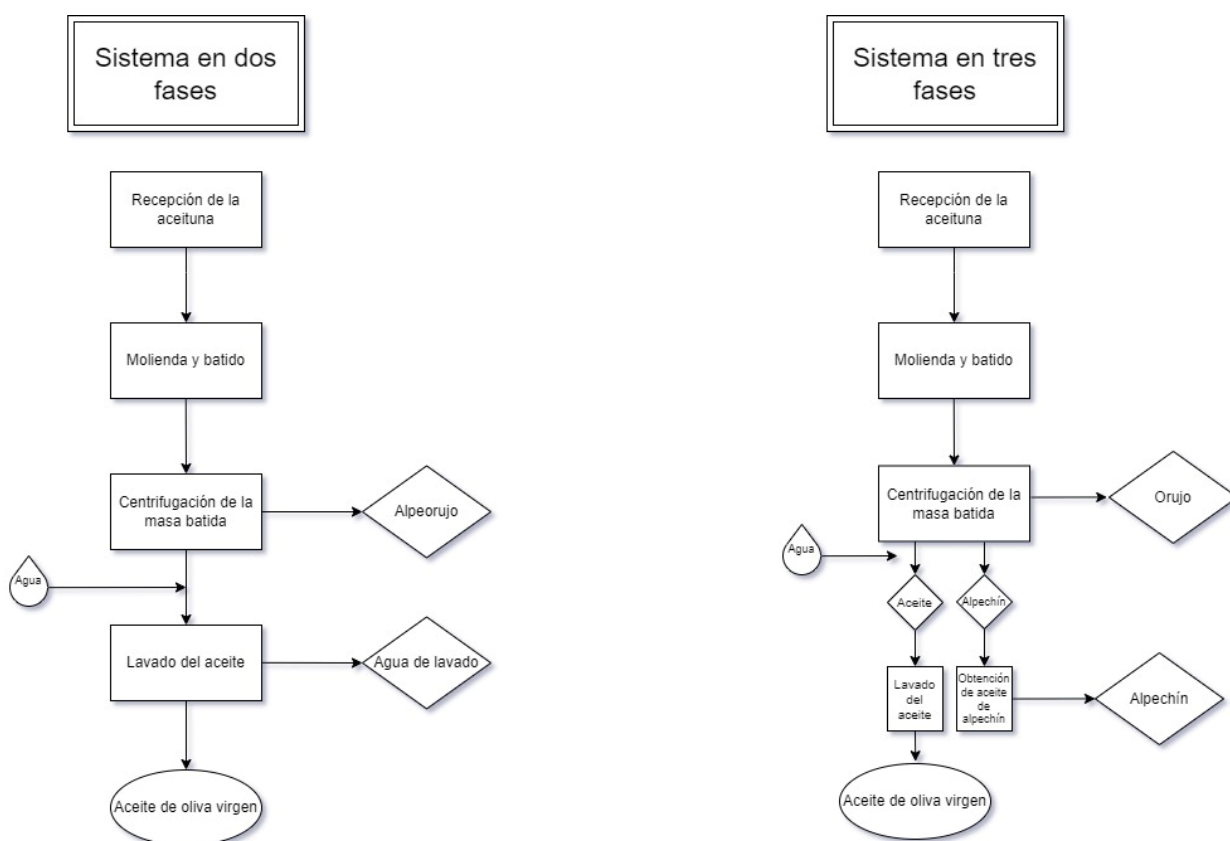 Sistema en dos
fases
Recepción de la
aceituna
Molienda y batido
Centrifugación de la
masa batida
Alpeorujo
Agua
Lavado del aceite
Agua de lavado
Aceite de oliva virgen
Sistema en tres
fases
Recepción de la
aceituna
Molienda y batido
Centrifugación de la
masa batida
Orujo
Agua
Aceite
Alpechín
Lavado
del
aceite
Obtención
de aceite
de
alpechín
Alpechín
Aceite de oliva virgen